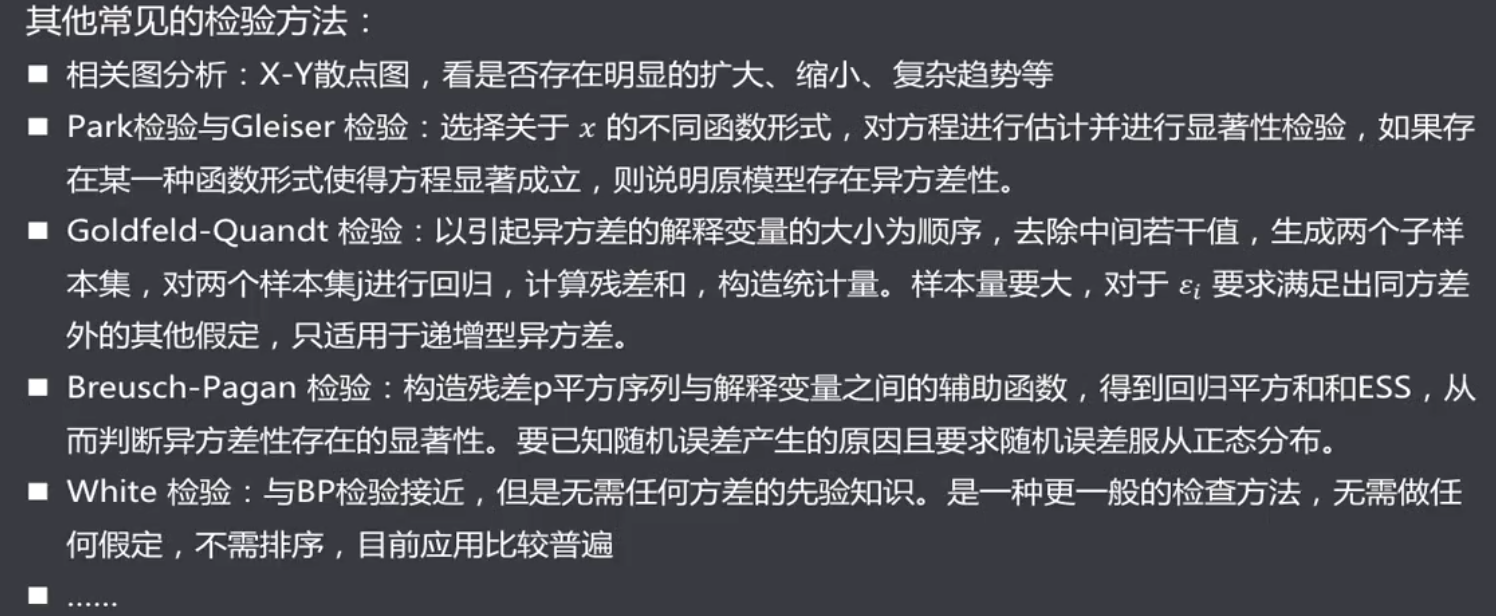 其他常见的检验方法：
■ 相关图分析：X-Y散点图，看是否存在明显的扩大、缩小、复杂趋势等
■ Park检验与Gleiser 检验：选择关于 x 的不同函数形式，对方程进行估计并进行显著性检验，如果存
在某一种函数形式使得方程显著成立，则说明原模型存在异方差性。
■ Goldfeld-Quandt 检验：以引起异方差的解释变量的大小为顺序，去除中间若干值，生成两个子样
本集，对两个样本集j进行回归，计算残差和，构造统计量。样本量要大，对于 εi 要求满足出同方差
外的其他假定，只适用于递增型异方差。
■ Breusch-Pagan 检验：构造残差p平方序列与解释变量之间的辅助函数，得到回归平方和和ESS，从
而判断异方差性存在的显著性。要已知随机误差产生的原因且要求随机误差服从正态分布。
■ White 检验：与BP检验接近，但是无需任何方差的先验知识。是一种更一般的检查方法，无需做任
何假定，不需排序，目前应用比较普遍
■ ......